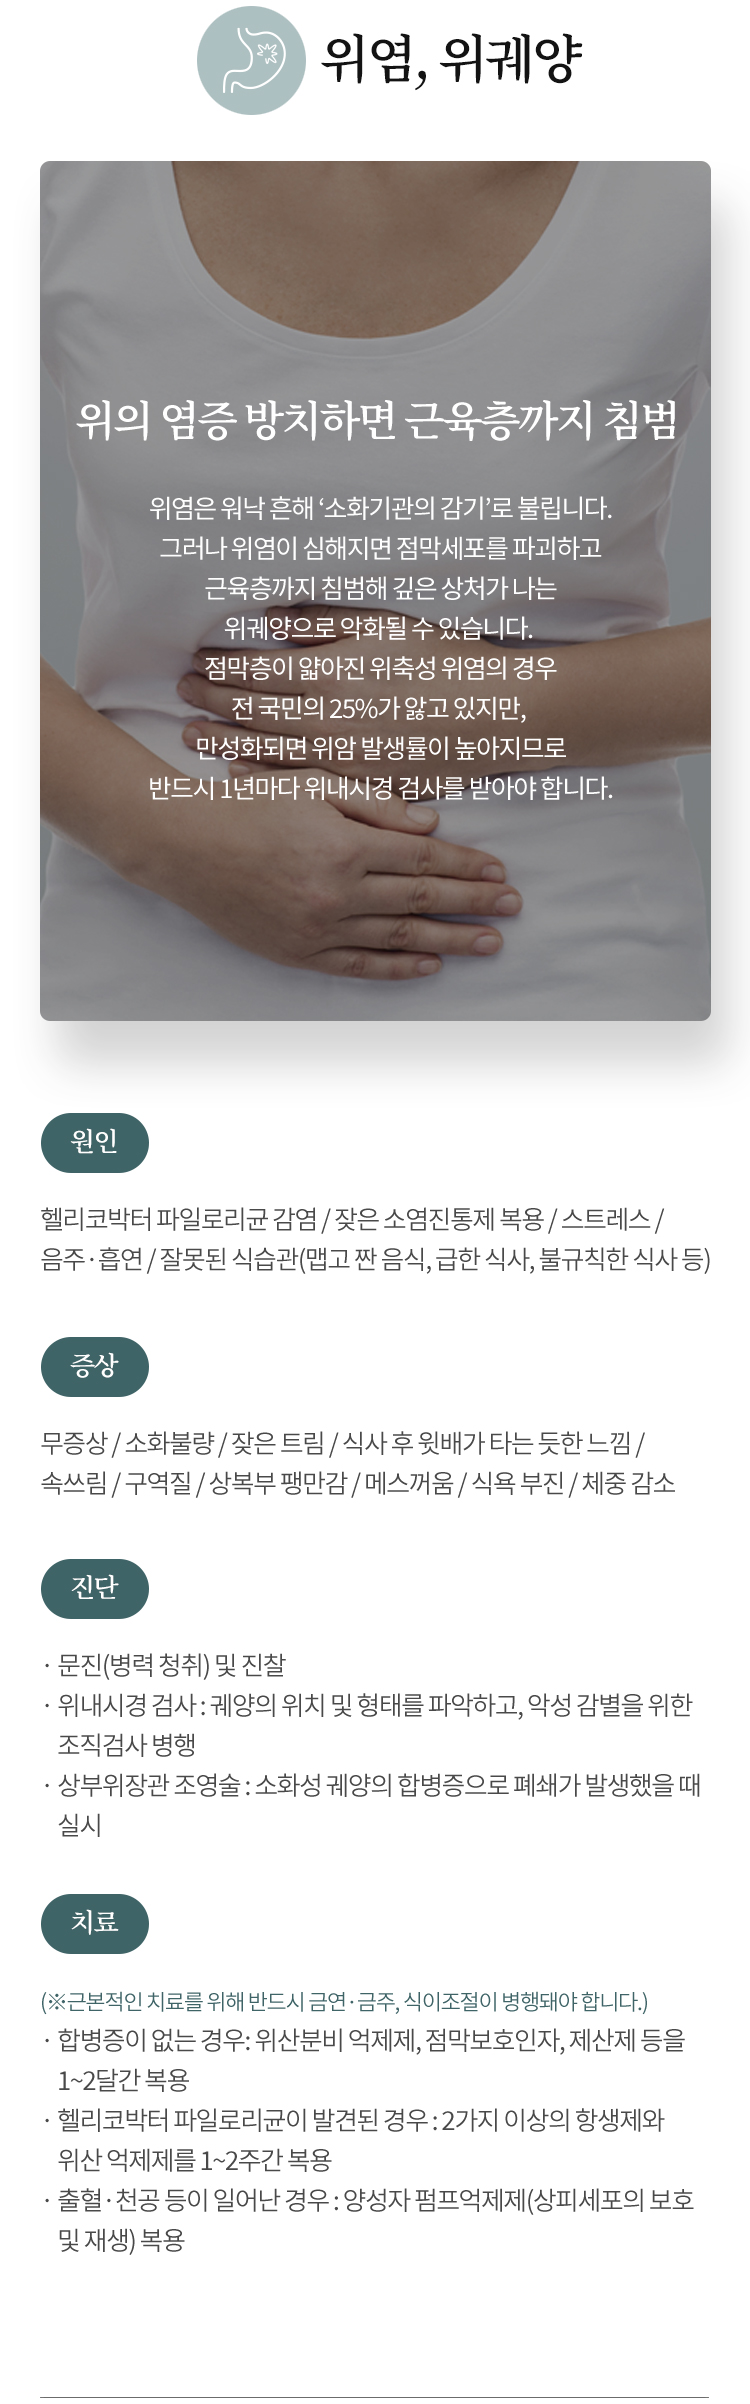 위염, 위궤양
위의 염증 방치하면 근육층까지 침범
위염은 워낙 흔해 ‘소화기관의 감기’로 불립니다.
그러나 위염이 심해지면 점막세포를 파괴하고
근육층까지 침범해 깊은 상처가 나는
위궤양으로 악화될 수 있습니다.
점막층이 얇아진 위축성 위염의 경우
전 국민의 25%가 앓고 있지만,
만성화되면 위암 발생률이 높아지므로
반드시 1년마다 위내시경 검사를 받아야 합니다.
원인
헬리코박터 파일로리균 감염 / 잦은 소염진통제 복용 / 스트레스 /
음주·흡연 / 잘못된 식습관(맵고 짠 음식, 급한 식사, 불규칙한 식사 등)
증상
무증상 / 소화불량 / 잦은 트림 / 식사 후 윗배가 타는 듯한 느낌 /
속쓰림 / 구역질 / 상복부 팽만감 / 메스꺼움 / 식욕 부진 / 체중 감소
진단
· 문진(병력 청취) 및 진찰
· 위내시경 검사 : 궤양의 위치 및 형태를 파악하고, 악성 감별을 위한
조직검사 병행
· 상부위장관 조영술 : 소화성 궤양의 합병증으로 폐쇄가 발생했을 때
실시
치료
(※근본적인 치료를 위해 반드시 금연·금주, 식이조절이 병행돼야 합니다.)
· 합병증이 없는 경우: 위산분비 억제제, 점막보호인자, 제산제 등을
1~2달간 복용
· 헬리코박터 파일로리균이 발견된 경우 : 2가지 이상의 항생제와
위산 억제제를 1~2주간 복용
· 출혈·천공 등이 일어난 경우 : 양성자 펌프억제제(상피세포의 보호
및 재생) 복용